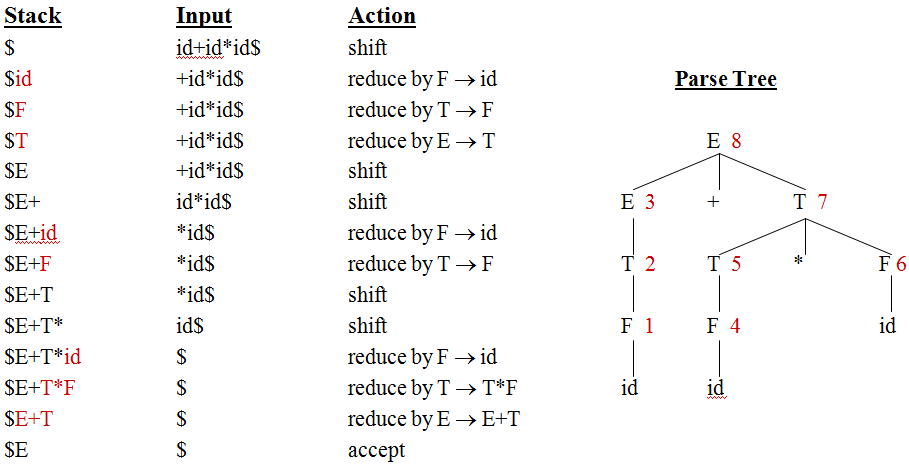 Stack Input Action
$ id+id*id$ shift
$id +id*id$ reduce by F → id
$F +id*id$ reduce by T → F
$T +id*id$ reduce by E → T
$E +id*id$ shift
$E+ id*id$ shift
$E+id *id$ reduce by F → id
$E+F *id$ reduce by T → F
$E+T *id$ shift
$E+T* id$ shift
$E+T*id $ reduce by F → id
$E+T*F $ reduce by T → T*F
$E+T $ reduce by E → E+T
$E $ accept
Parse Tree
E 8
E 3 + T 7
T 2 T 5 * F 6
F 1 F 4 id
id id